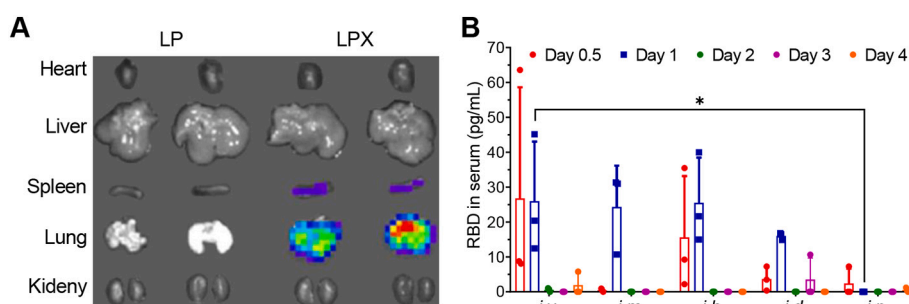 A
LP LPX
Heart
Liver
Spleen
Lung
Kideny
B
Day 0.5 Day 1 Day 2 Day 3 Day 4
RBD in serum (pg/mL)
70
60
50
40
30
20
10
0
*